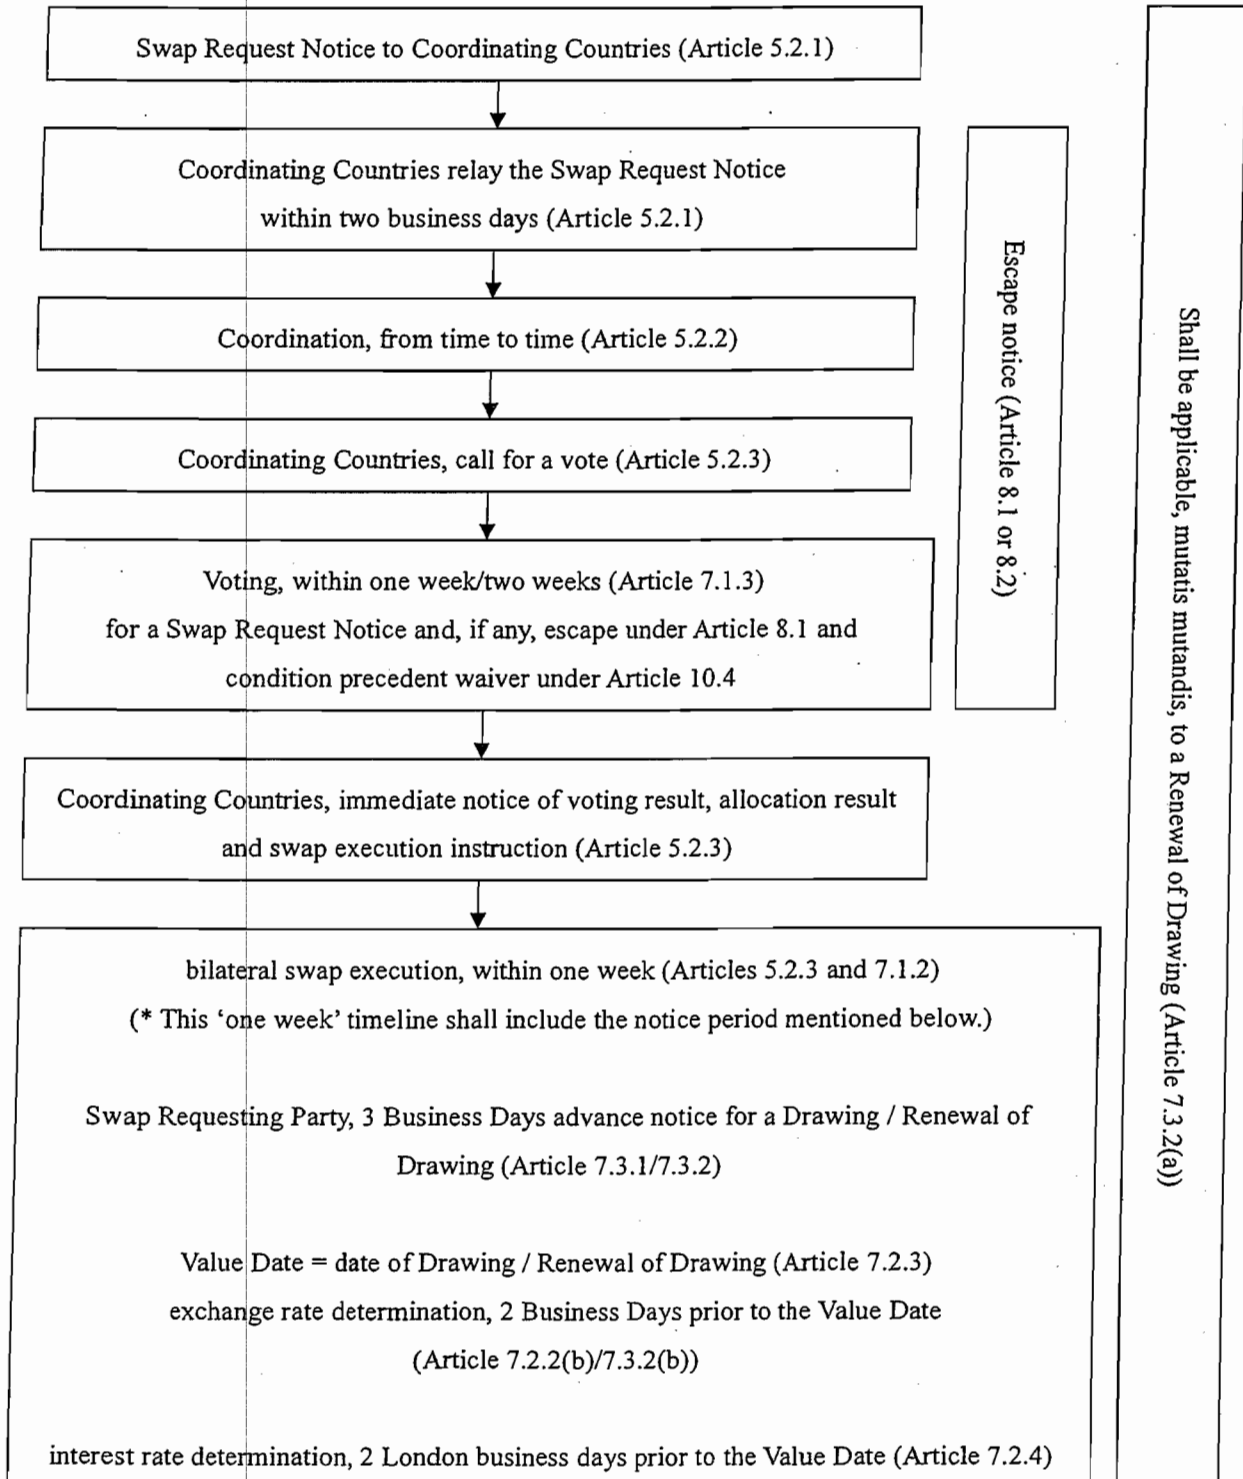 Swap Request Notice to Coordinating Countries (Article 5.2.1)
Coordinating Countries relay the Swap Request Notice
within two business days (Article 5.2.1)
Coordination, from time to time (Article 5.2.2)
Coordinating Countries, call for a vote (Article 5.2.3)
Voting, within one week/two weeks (Article 7.1.3)
for a Swap Request Notice and, if any, escape under Article 8.1 and
condition precedent waiver under Article 10.4
Coordinating Countries, immediate notice of voting result, allocation result
and swap execution instruction (Article 5.2.3)
bilateral swap execution, within one week (Articles 5.2.3 and 7.1.2)
(* This ‘one week’ timeline shall include the notice period mentioned below.)
Swap Requesting Party, 3 Business Days advance notice for a Drawing / Renewal of
Drawing (Article 7.3.1/7.3.2)
Value Date = date of Drawing / Renewal of Drawing (Article 7.2.3)
exchange rate determination, 2 Business Days prior to the Value Date
(Article 7.2.2(b)/7.3.2(b))
interest rate determination, 2 London business days prior to the Value Date (Article 7.2.4)
Escape notice (Article 8.1 or 8.2)
Shall be applicable, mutatis mutandis, to a Renewal of Drawing (Article 7.3.2(a))